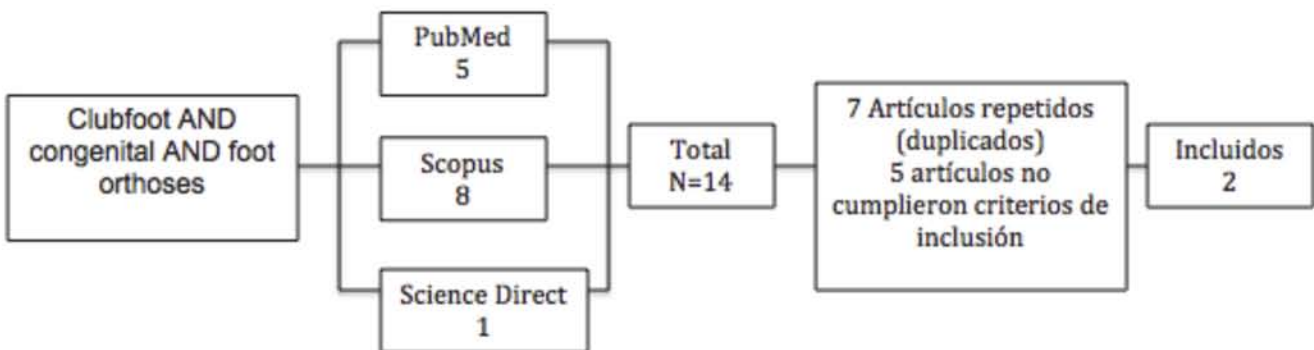 Clubfoot AND
congenital AND foot
orthoses
PubMed
5
Scopus
8
Science Direct
1
Total
N=14
7 Artículos repetidos
(duplicados)
5 artículos no
cumplieron criterios de
inclusión
Incluidos
2